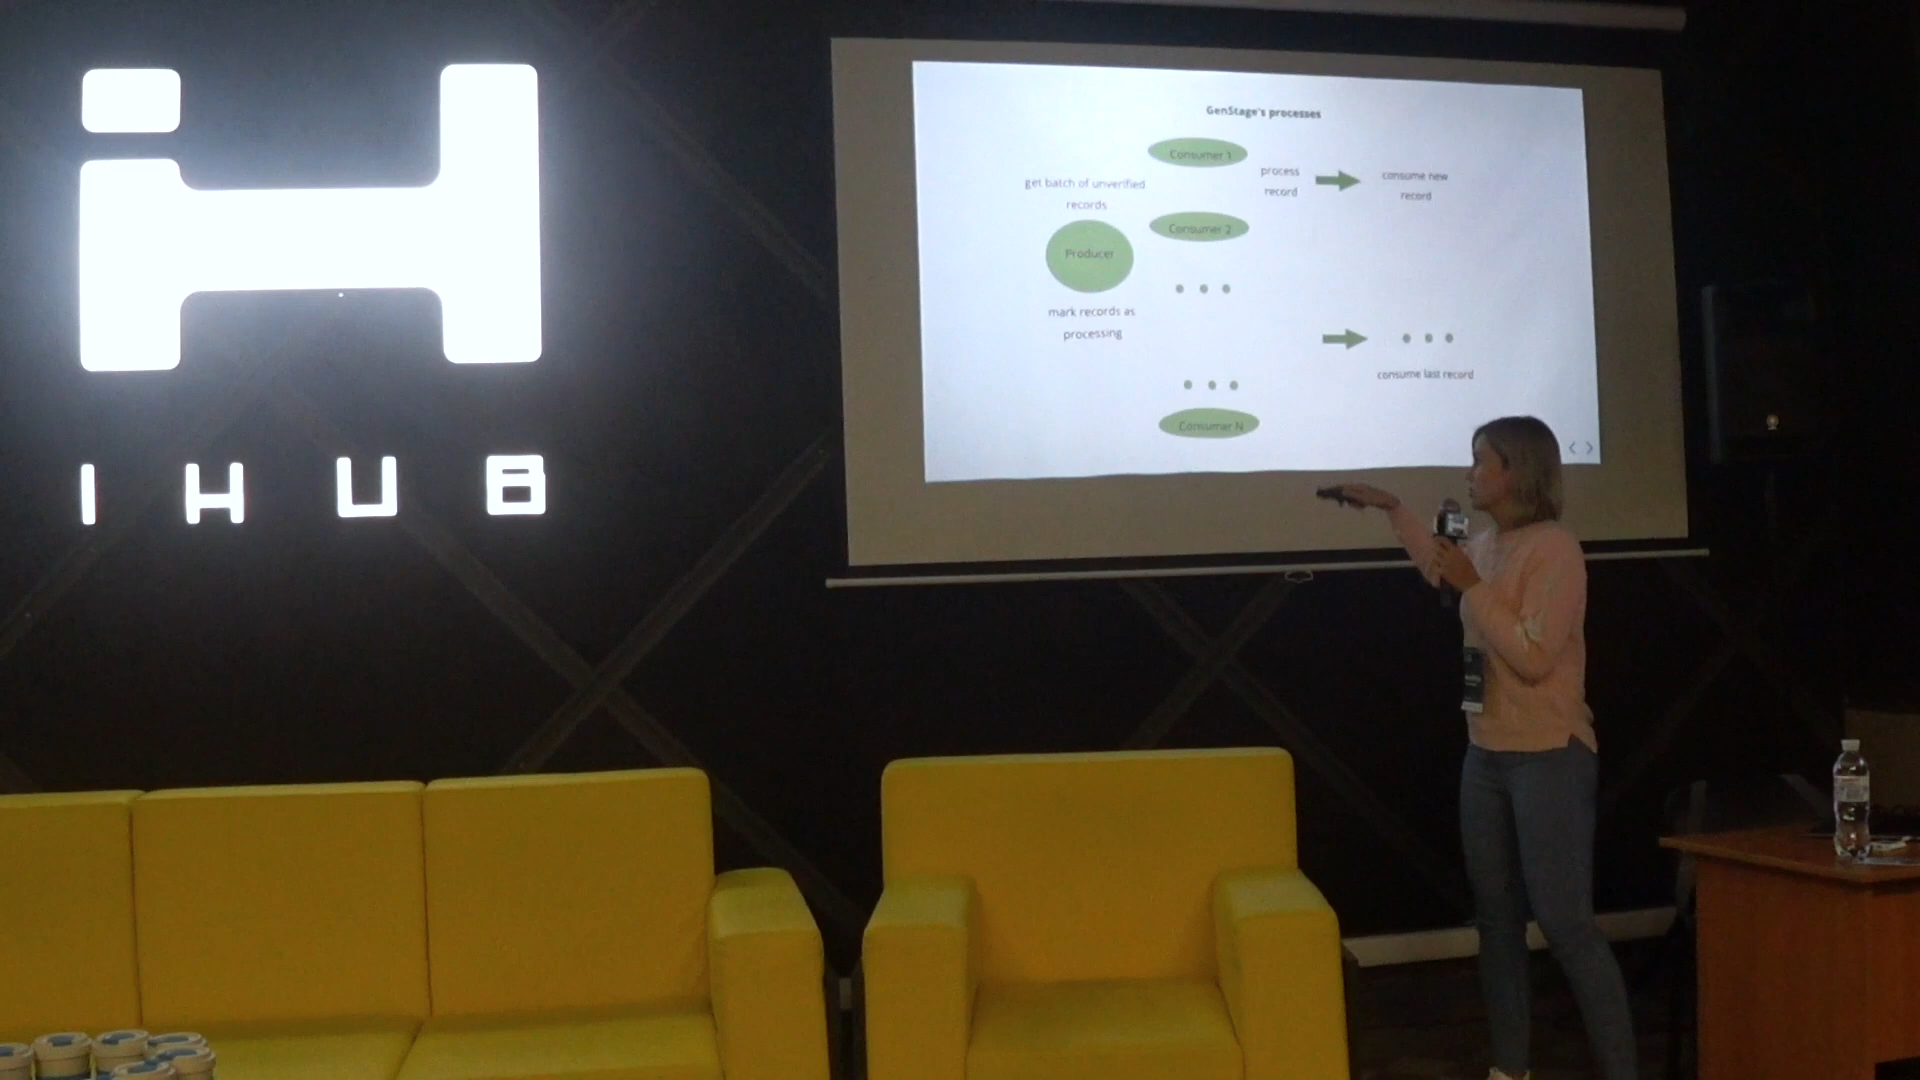 I HUB
GenStage's processes
Consumer 1
process
record
consume new
record
get batch of unverified
records
Consumer 2
Producer
mark records as
processing
consume last record
Consumer N